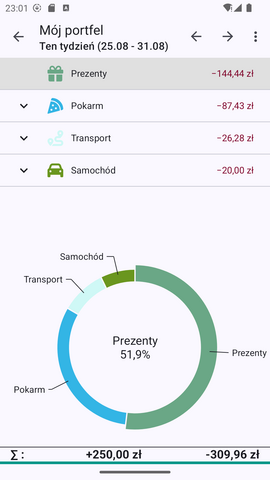 23:01
Mój portfel
Ten tydzień (25.08 - 31.08)
Prezenty −144,44 zł
Pokarm −87,43 zł
Transport −26,28 zł
Samochód −20,00 zł
Samochód
Transport
Prezenty
51,9%
Prezenty
Pokarm
∑ : +250,00 zł -309,96 zł